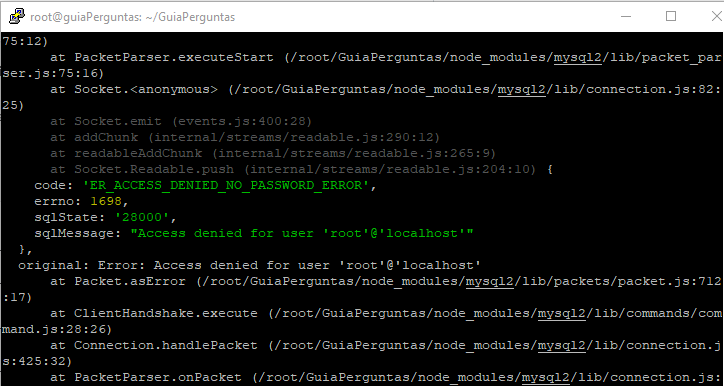 root@guiaPerguntas: ~/GuiaPerguntas
75:12)
at PacketParser.executeStart (/root/GuiaPerguntas/node_modules/mysql2/lib/packet_par
ser.js:75:16)
at Socket.<anonymous> (/root/GuiaPerguntas/node_modules/mysql2/lib/connection.js:82:
25)
at Socket.emit (events.js:400:28)
at addChunk (internal/streams/readable.js:290:12)
at readableAddChunk (internal/streams/readable.js:265:9)
at Socket.Readable.push (internal/streams/readable.js:204:10) {
code: 'ER_ACCESS_DENIED_NO_PASSWORD_ERROR',
errno: 1698,
sqlState: '28000',
sqlMessage: "Access denied for user 'root'@'localhost'"
},
original: Error: Access denied for user 'root'@'localhost'
at Packet.asError (/root/GuiaPerguntas/node_modules/mysql2/lib/packets/packet.js:712
:17)
at ClientHandshake.execute (/root/GuiaPerguntas/node_modules/mysql2/lib/commands/com
mand.js:28:26)
at Connection.handlePacket (/root/GuiaPerguntas/node_modules/mysql2/lib/connection.j
s:425:32)
at PacketParser.onPacket (/root/GuiaPerguntas/node_modules/mysql2/lib/connection.js: